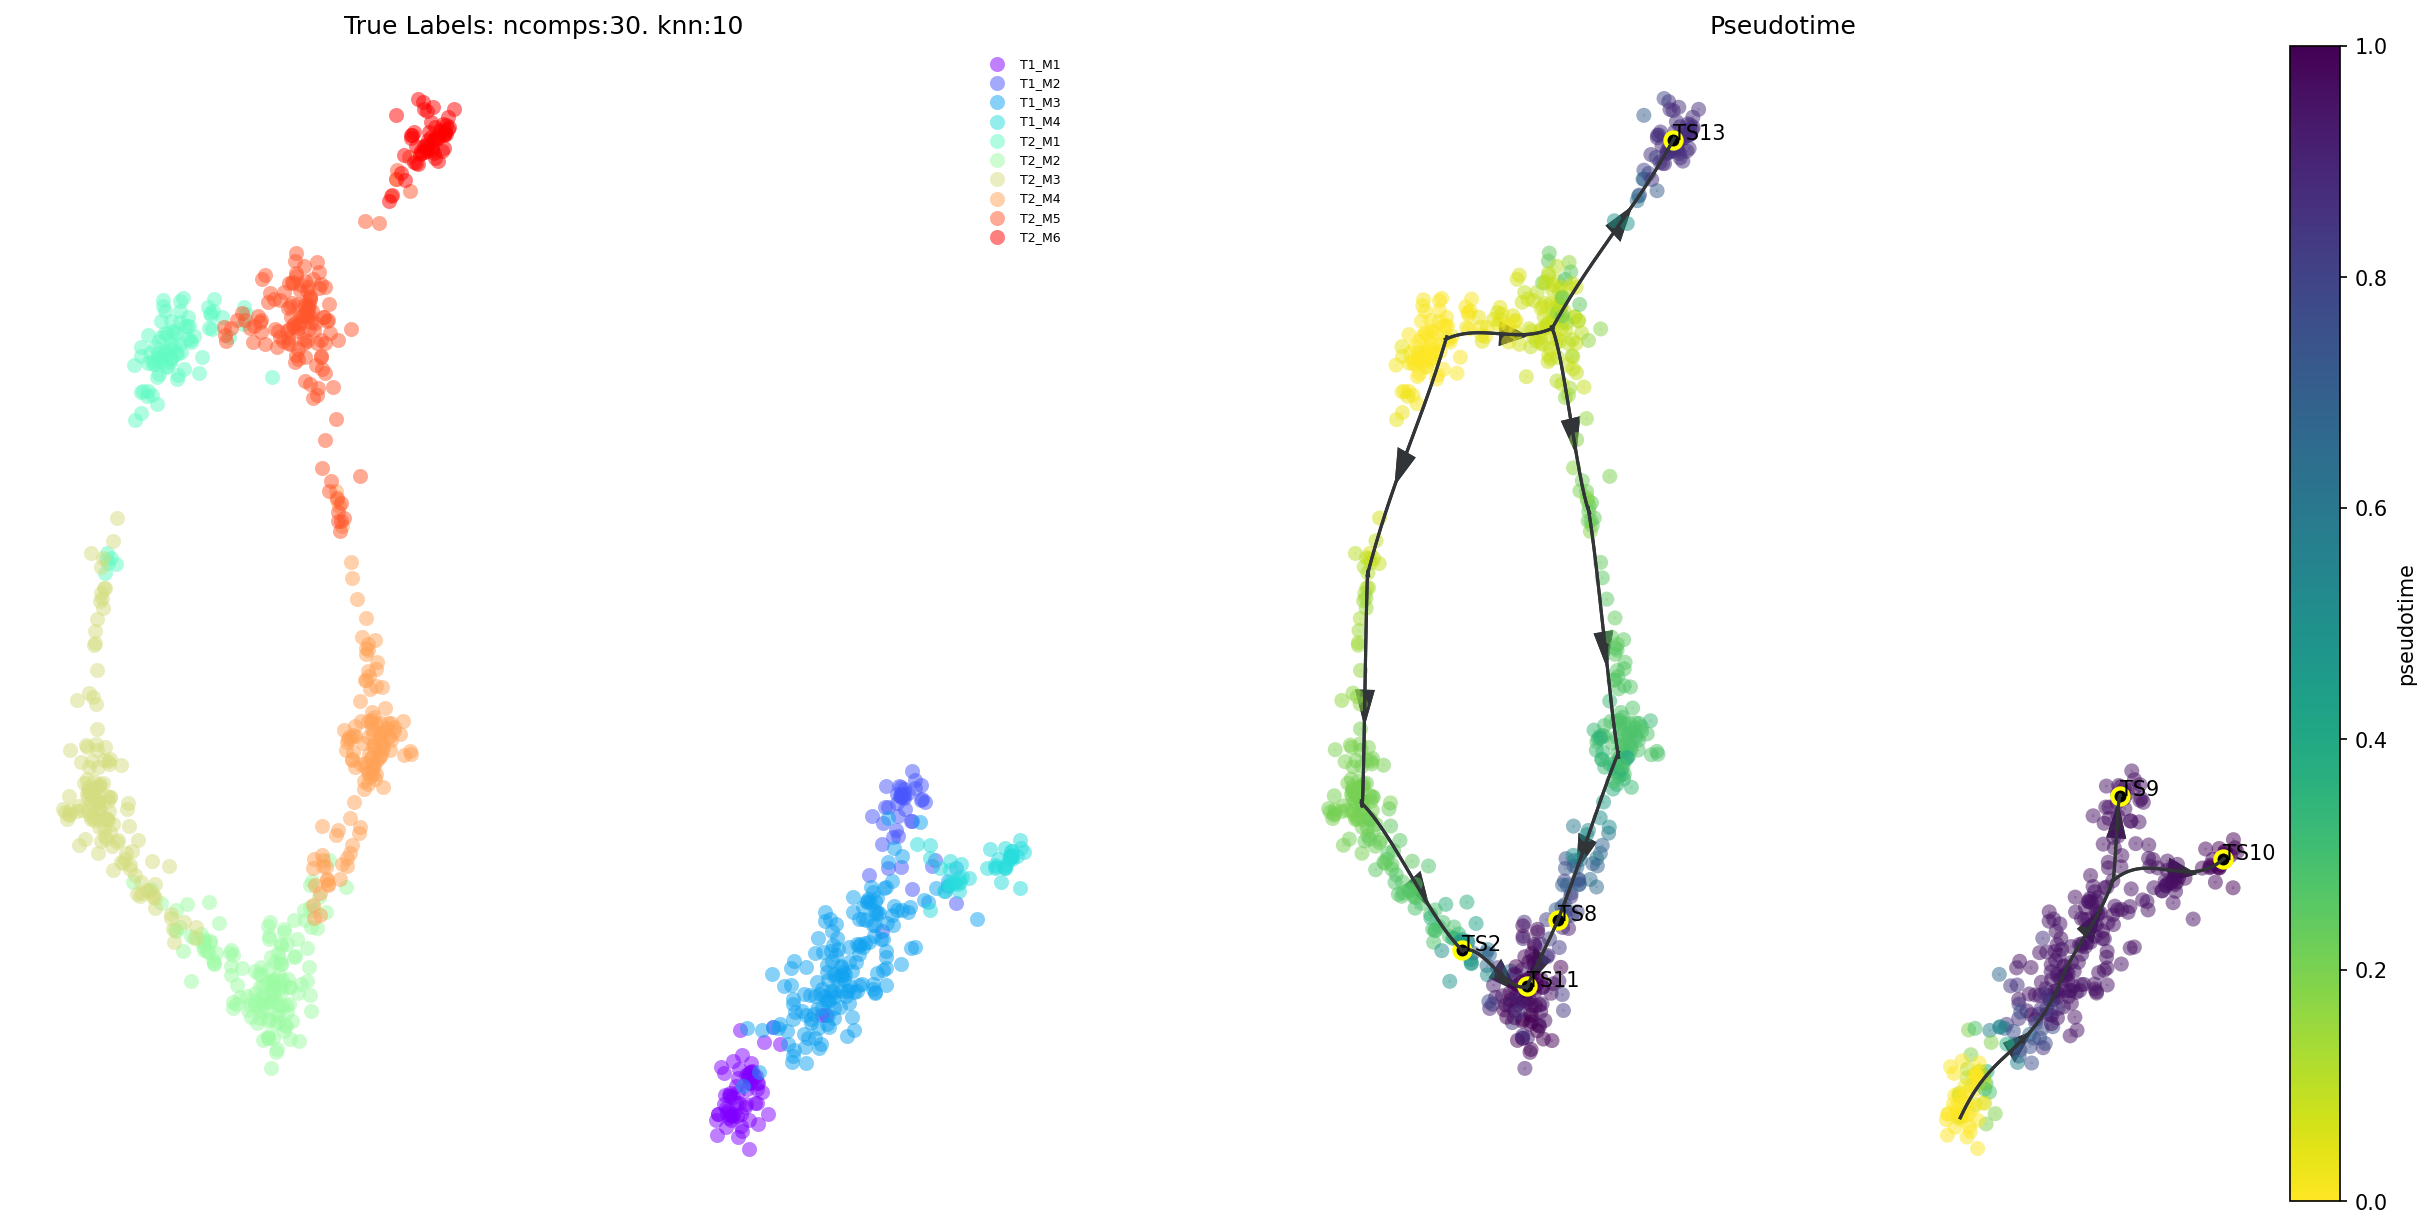 True Labels: ncomps:30. knn:10
T1_M1
T1_M2
T1_M3
T1_M4
T2_M1
T2_M2
T2_M3
T2_M4
T2_M5
T2_M6
Pseudotime
TS13
TS9
TS10
TS8
TS2
TS11
1.0
0.8
0.6
0.4
0.2
0.0
pseudotime